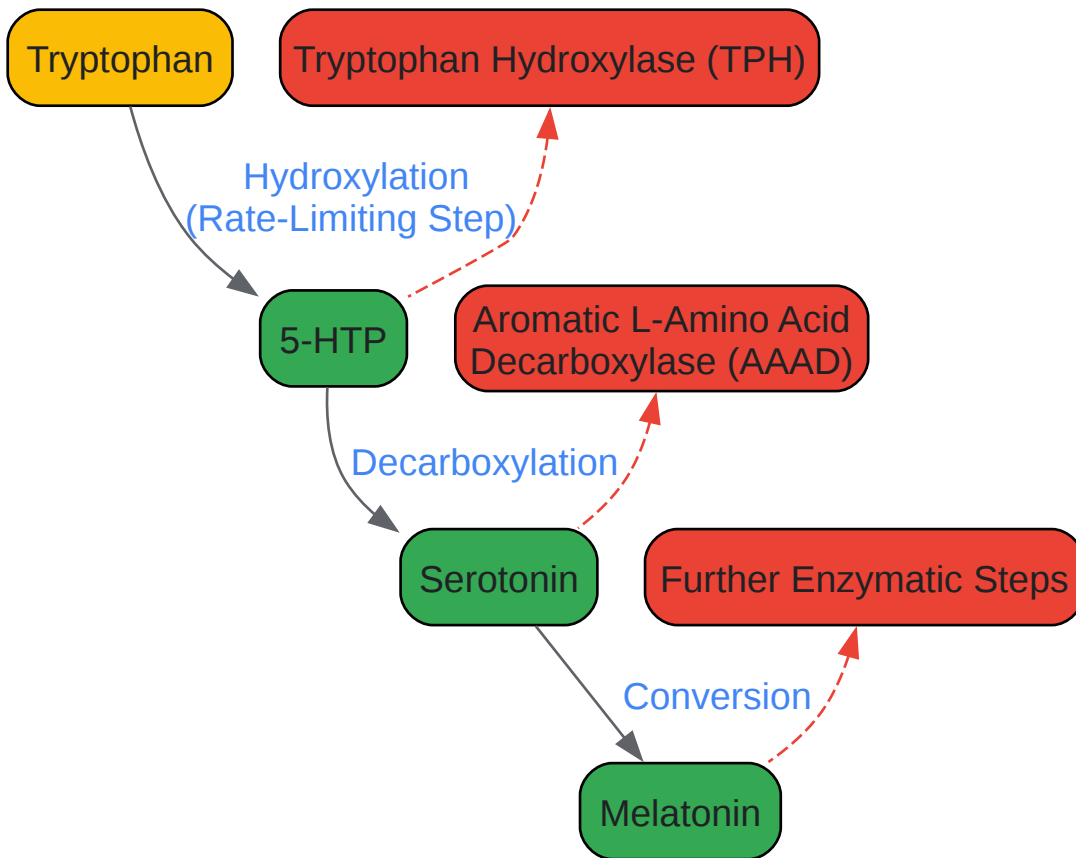 Tryptophan
Tryptophan Hydroxylase (TPH)
Hydroxylation
(Rate-Limiting Step)
5-HTP
Aromatic L-Amino Acid
Decarboxylase (AAAD)
Decarboxylation
Serotonin
Further Enzymatic Steps
Conversion
Melatonin